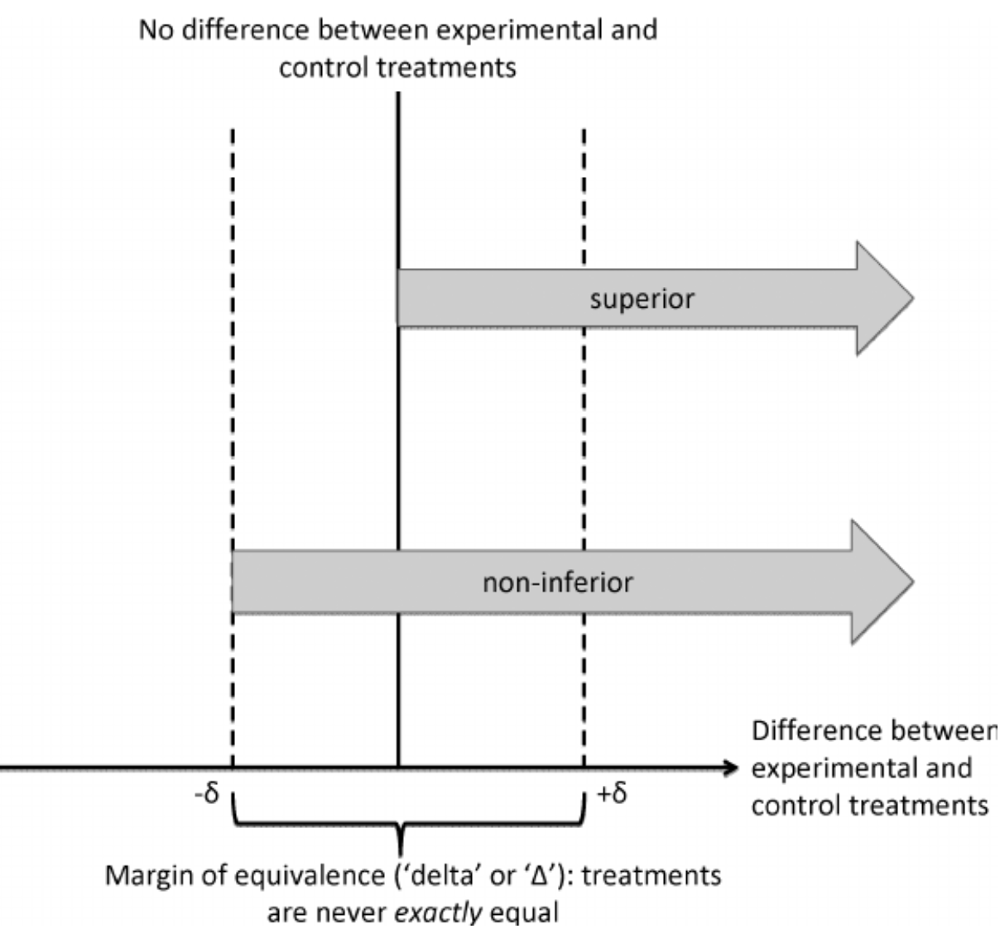 No difference between experimental and
control treatments
superior
non-inferior
Difference between
experimental and
control treatments
-δ
+δ
Margin of equivalence (‘delta’ or ‘Δ’): treatments
are never exactly equal